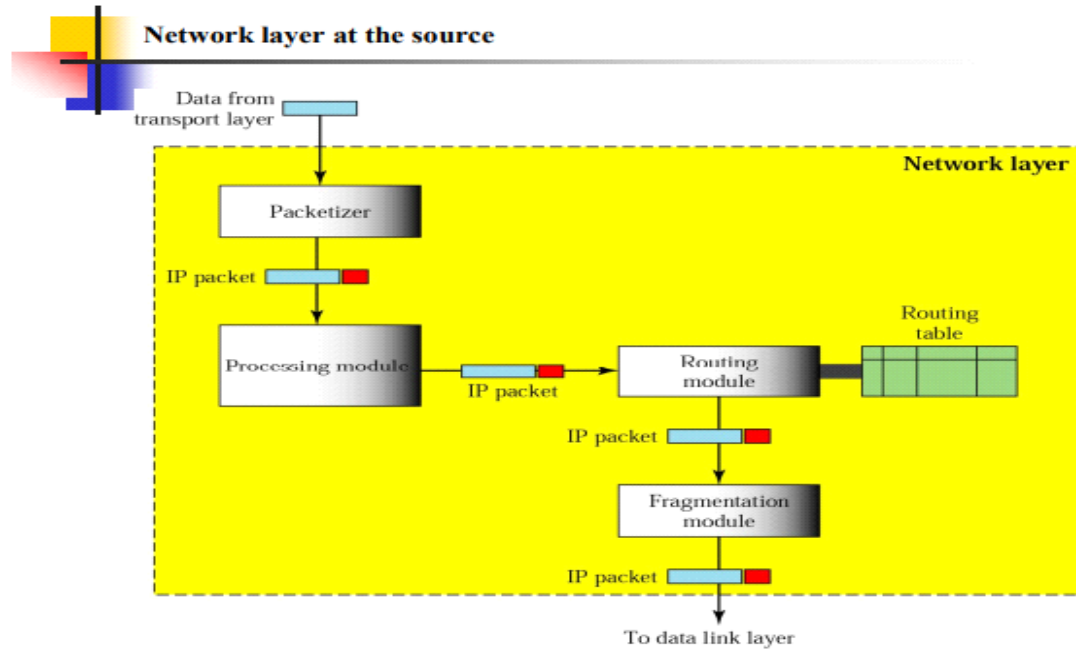 Network layer at the source
Data from
transport layer
Network layer
Packetizer
IP packet
Routing
table
Processing module
Routing
module
IP packet
IP packet
Fragmentation
module
IP packet
To data link layer